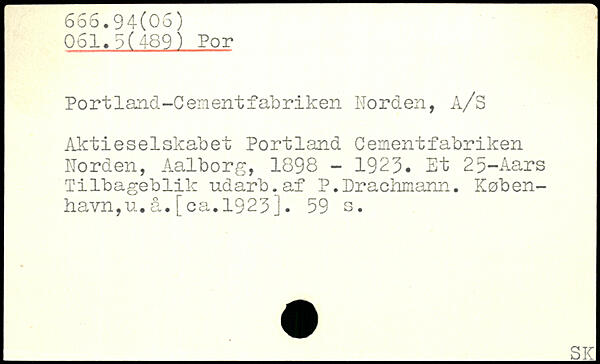 666.94(06)
061.5(489) Por
Portland-Cementfabriken Norden, A/S
Aktieselskabet Portland Cementfabriken
Norden, Aalborg, 1898 - 1923. Et 25-Aars
Tilbageblik udarb.af P.Drachmann. Køben-
havn,u.å.[ca.1923]. 59 s.
SK